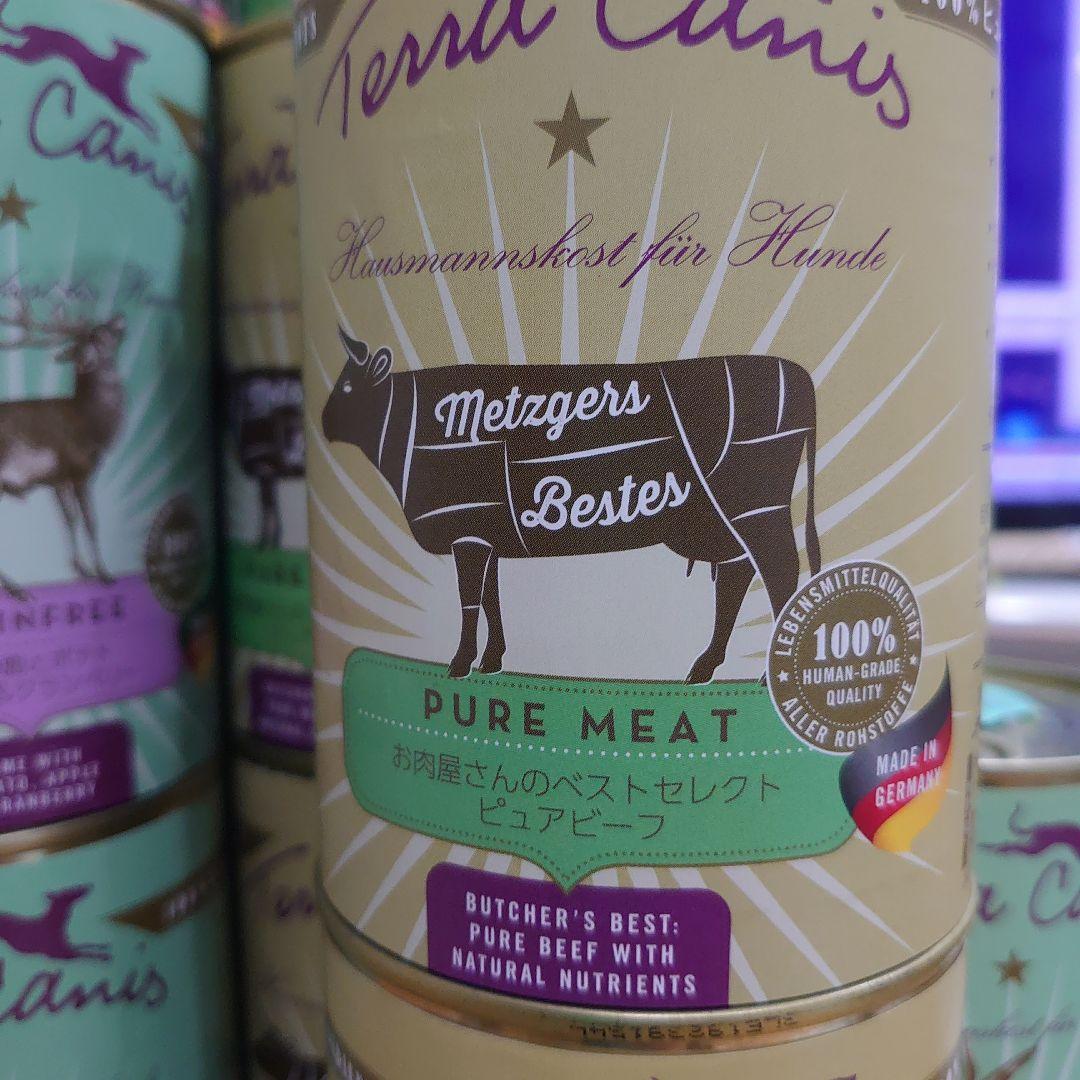 Terra Canis
Hausmannskost für Hunde
Metzgers
Bestes
LEBENSMITTELQUALITÄT
100%
HUMAN-GRADE
QUALITY
ALLER ROHSTOFFE
PURE MEAT
お肉屋さんのベストセレクト
ピュアビーフ
MADE IN
GERMANY
BUTCHER'S BEST:
PURE BEEF WITH
NATURAL NUTRIENTS
Canis
Canis